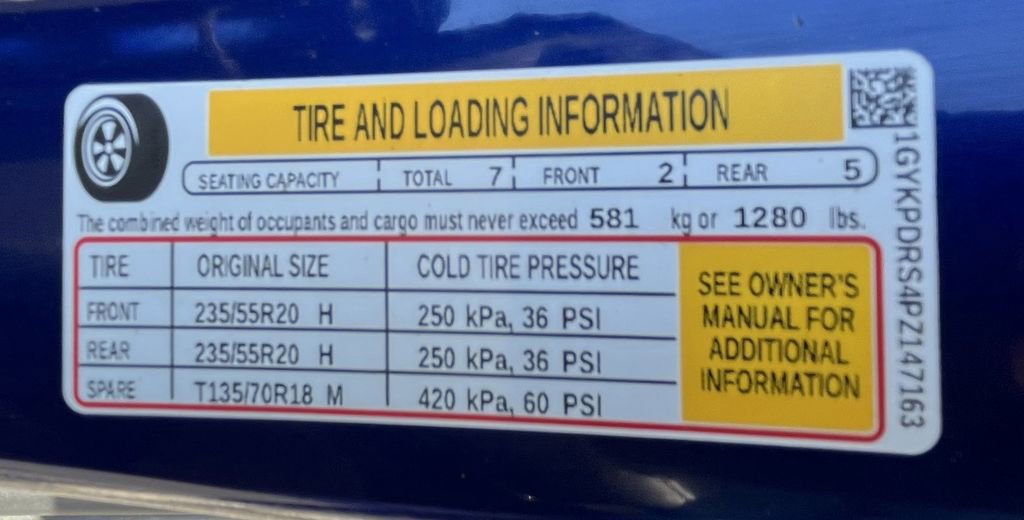 TIRE AND LOADING INFORMATION
SEATING CAPACITY TOTAL 7 FRONT 2 REAR 5
The combined weight of occupants and cargo must never exceed 581 kg or 1280 lbs.
TIRE ORIGINAL SIZE COLD TIRE PRESSURE
FRONT 235/55R20 H 250 kPa, 36 PSI
REAR 235/55R20 H 250 kPa, 36 PSI
SPARE T135/70R18 M 420 kPa, 60 PSI
SEE OWNER'S
MANUAL FOR
ADDITIONAL
INFORMATION
1GYKPDRS4PZ147163